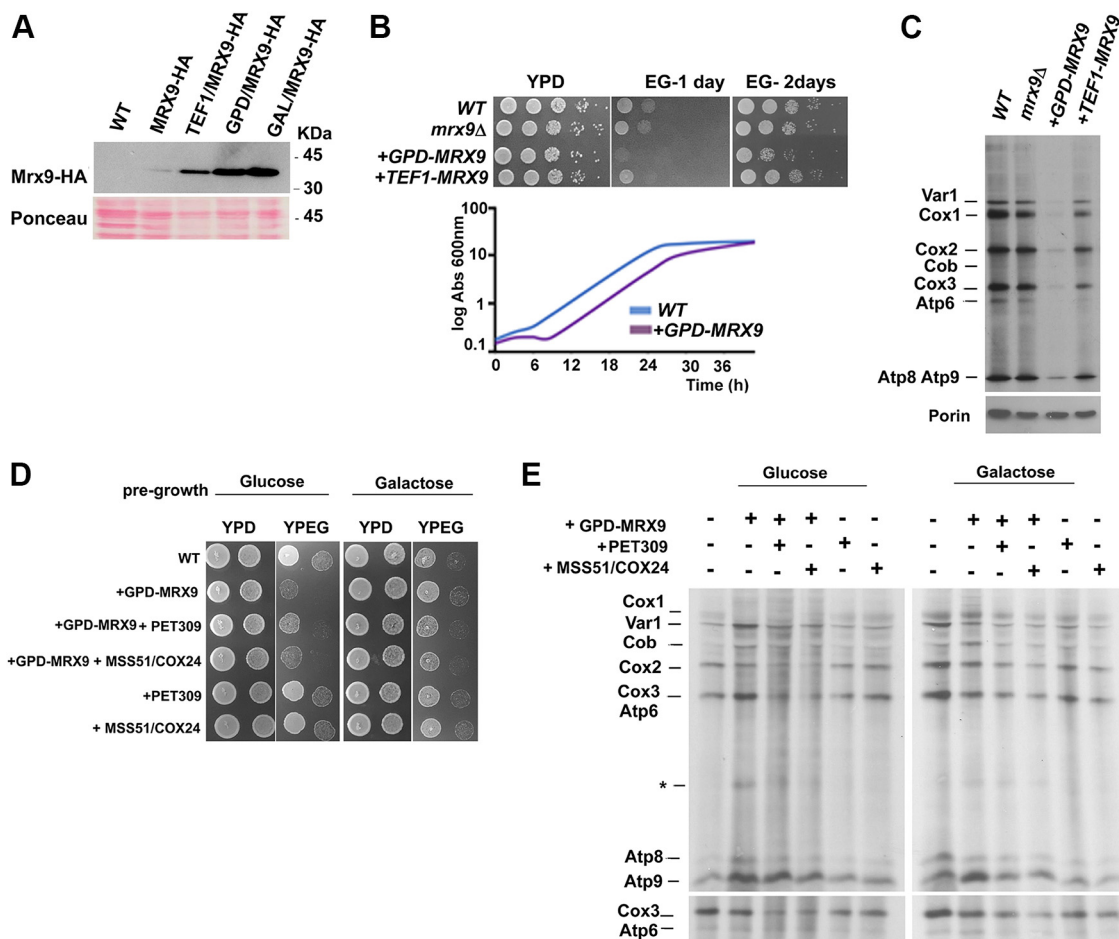 A
WT
MRX9-HA
TEF1/MRX9-HA
GPD/MRX9-HA
GAL/MRX9-HA
KDa
Mrx9-HA
- 45
- 30
Ponceau
- 45
B
YPD EG-1 day EG- 2days
WT
mrx9Δ
+GPD-MRX9
+TEF1-MRX9
log Abs 600nm
100
10
1
0.1
WT
+GPD-MRX9
0 6 12 18 24 30 36
Time (h)
C
WT
mrx9Δ
+GPD-MRX9
+TEF1-MRX9
Var1
Cox1
Cox2
Cob
Cox3
Atp6
Atp8 Atp9
Porin
D
pre-growth Glucose Galactose
YPD YPEG YPD YPEG
WT
+GPD-MRX9
+GPD-MRX9 + PET309
+GPD-MRX9 + MSS51/COX24
+PET309
+ MSS51/COX24
E
Glucose Galactose
+ GPD-MRX9 - + + + - - - + + + - -
+PET309 - - + - + - - - + - + -
+ MSS51/COX24 - - - + - + - - - + - +
Cox1
Var1
Cob
Cox2
Cox3
Atp6
*
Atp8
Atp9
Cox3
Atp6